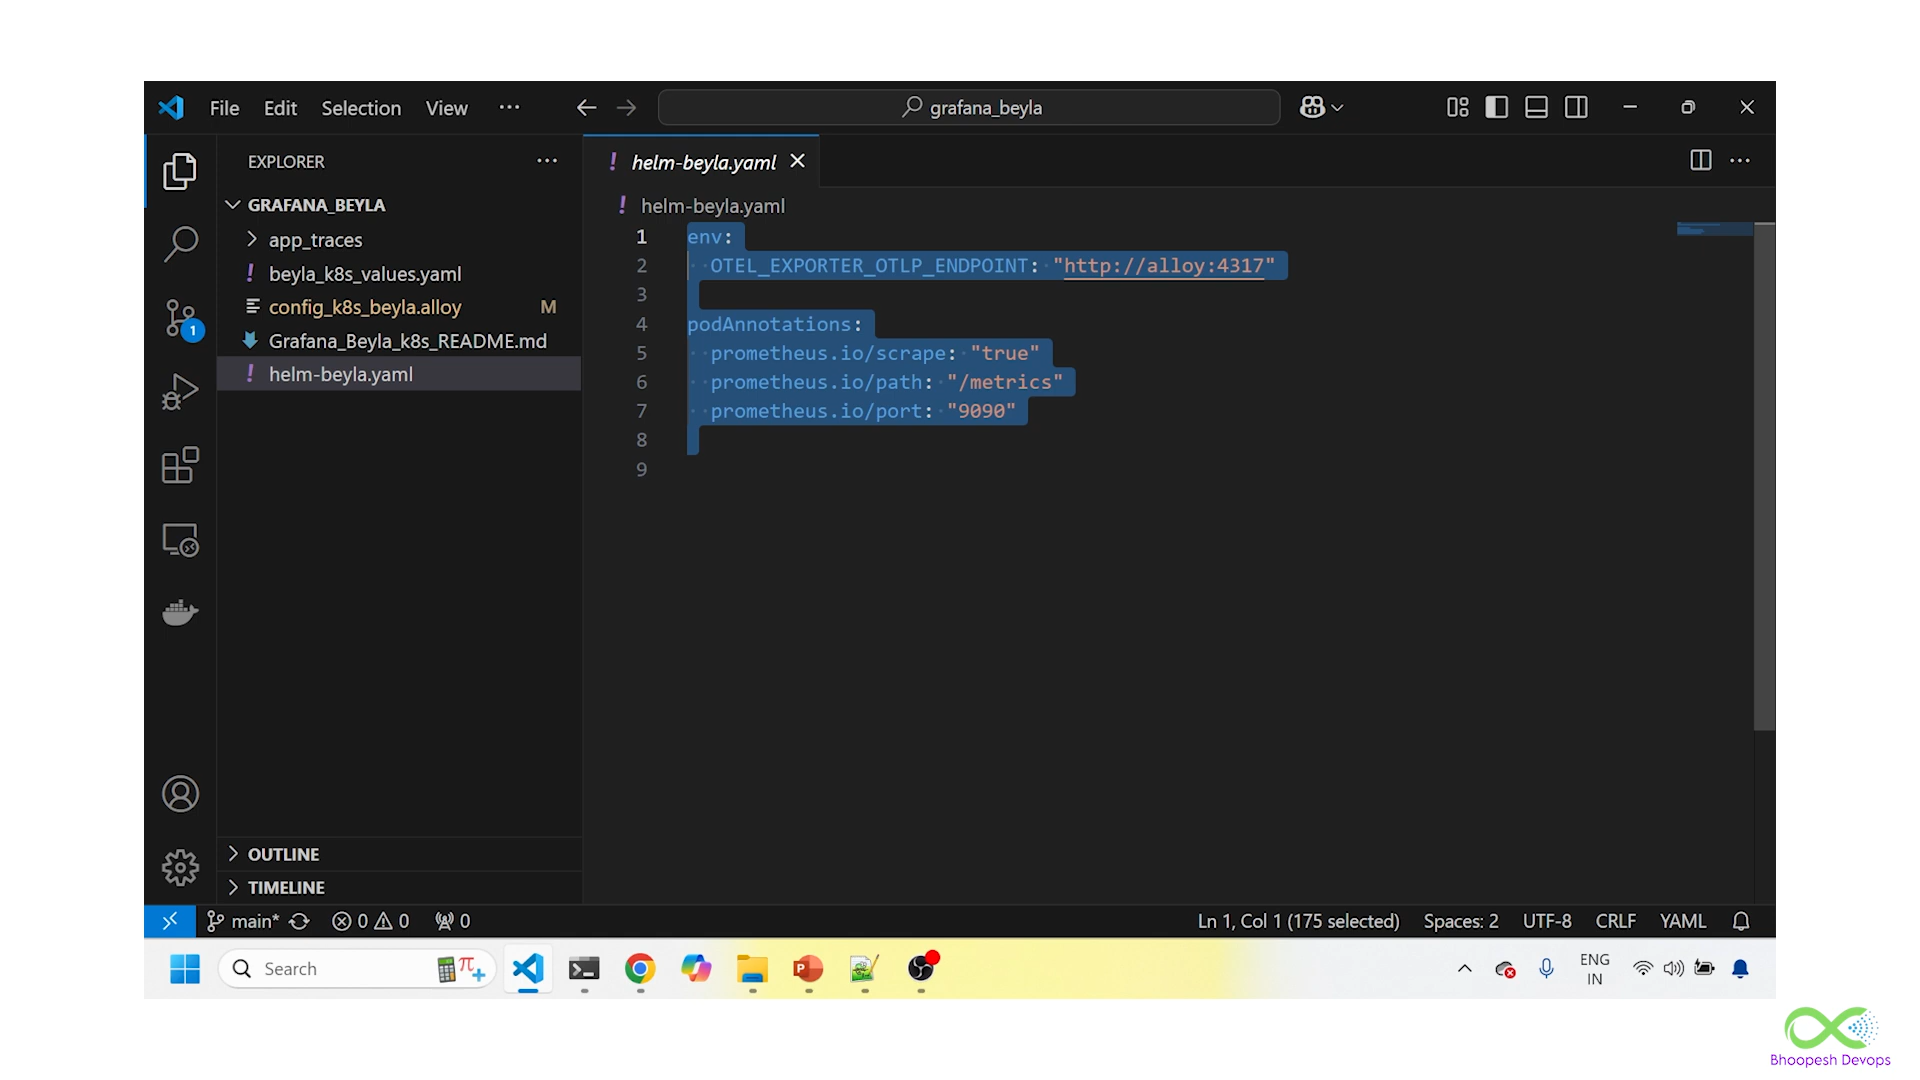 File Edit Selection View
grafana_beyla
EXPLORER
GRAFANA_BEYLA
app_traces
beyla_k8s_values.yaml
config_k8s_beyla.alloy M
Grafana_Beyla_k8s_README.md
helm-beyla.yaml
OUTLINE
TIMELINE
1
! helm-beyla.yaml
! helm-beyla.yaml
1 env:
2 OTEL_EXPORTER_OTLP_ENDPOINT: "http://alloy:4317"
3
4 podAnnotations:
5 prometheus.io/scrape: "true"
6 prometheus.io/path: "/metrics"
7 prometheus.io/port: "9090"
8
9
main* 0 0 0
Ln 1, Col 1 (175 selected) Spaces: 2 UTF-8 CRLF YAML
Search
ENG
IN
Bhoopesh Devops